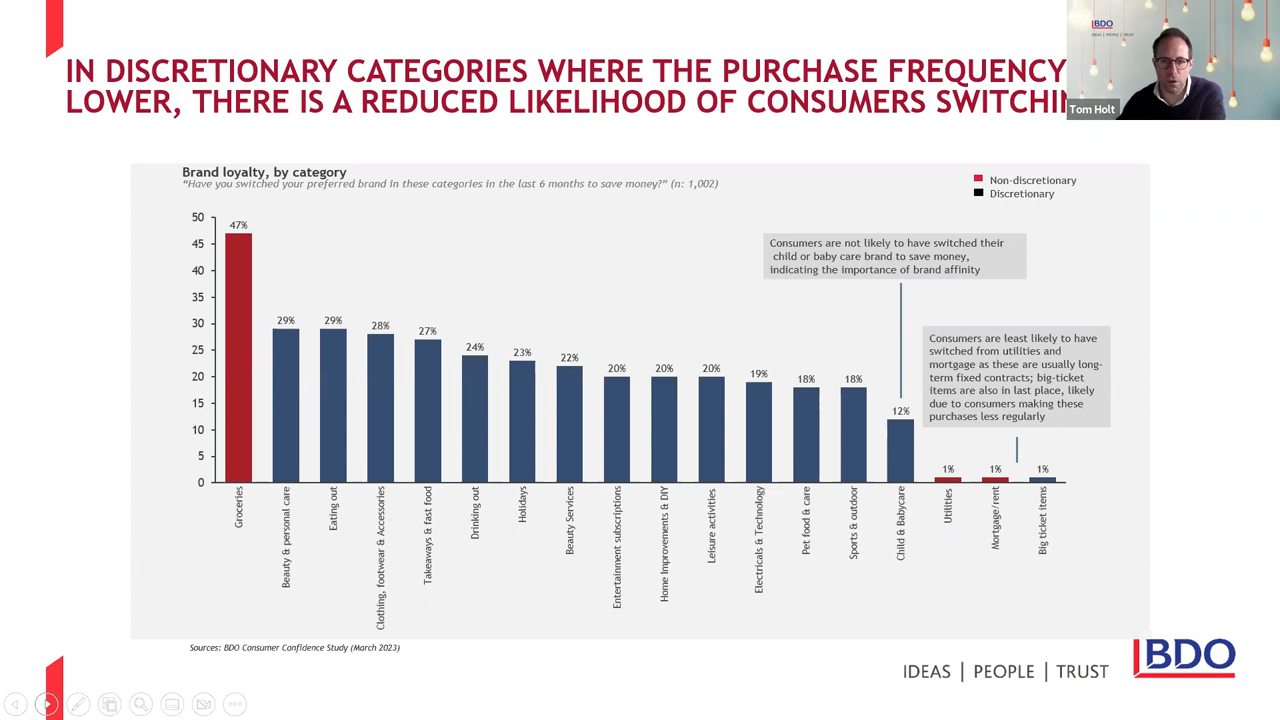 IN DISCRETIONARY CATEGORIES WHERE THE PURCHASE FREQUENCY
LOWER, THERE IS A REDUCED LIKELIHOOD OF CONSUMERS
BDO
IDEAS | PEOPLE | TRUST
Tom Holt
Brand loyalty, by category
“Have you switched your preferred brand in these categories in the last 6 months to save money?” (n: 1,002)
Non-discretionary
Discretionary
50
45
40
35
30
25
20
15
10
5
0
47%
29%
29%
28%
27%
24%
23%
22%
20%
20%
20%
19%
18%
18%
12%
1%
1%
1%
Consumers are not likely to have switched their
child or baby care brand to save money,
indicating the importance of brand affinity
Consumers are least likely to have
switched from utilities and
mortgage as these are usually long-
term fixed contracts; big-ticket
items are also in last place, likely
due to consumers making these
purchases less regularly
Groceries
Beauty & personal care
Eating out
Clothing, footwear & Accessories
Takeaways & fast food
Drinking out
Holidays
Beauty Services
Entertainment subscriptions
Home Improvements & DIY
Leisure activities
Electricals & Technology
Pet food & care
Sports & outdoor
Child & Babycare
Utilities
Mortgage/rent
Big ticket items
Sources: BDO Consumer Confidence Study (March 2023)
IDEAS | PEOPLE | TRUST
BDO